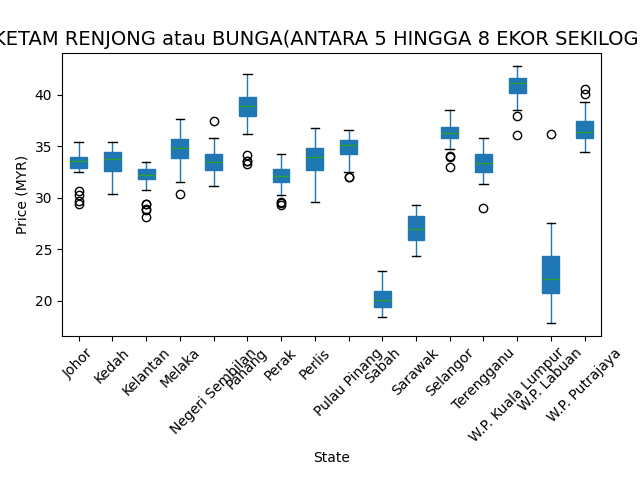 KETAM RENJONG atau BUNGA(ANTARA 5 HINGGA 8 EKOR SEKILOG
Price (MYR)
40
35
30
25
20
Johor
Kedah
Kelantan
Melaka
Negeri Sembilan
Pahang
Perak
Perlis
Pulau Pinang
Sabah
Sarawak
Selangor
Terengganu
W.P. Kuala Lumpur
W.P. Labuan
W.P. Putrajaya
State